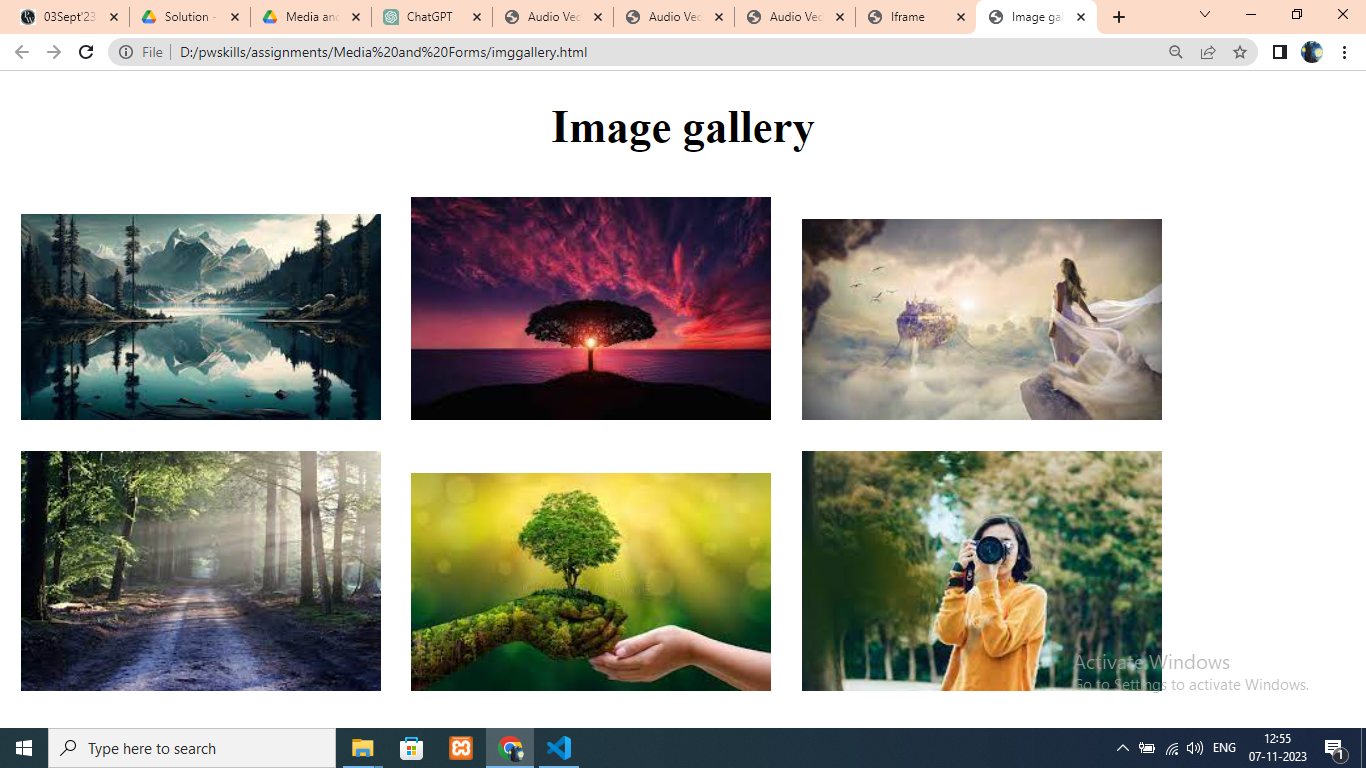 03Sept'23
Solution -
Media and
ChatGPT
Audio Vec
Audio Vec
Audio Vec
Iframe
Image ga
File
D:/pwskills/assignments/Media%20and%20Forms/imggallery.html
Image gallery
Activate Windows
Go to Settings to activate Windows.
Type here to search
ENG
12:55
07-11-2023
1